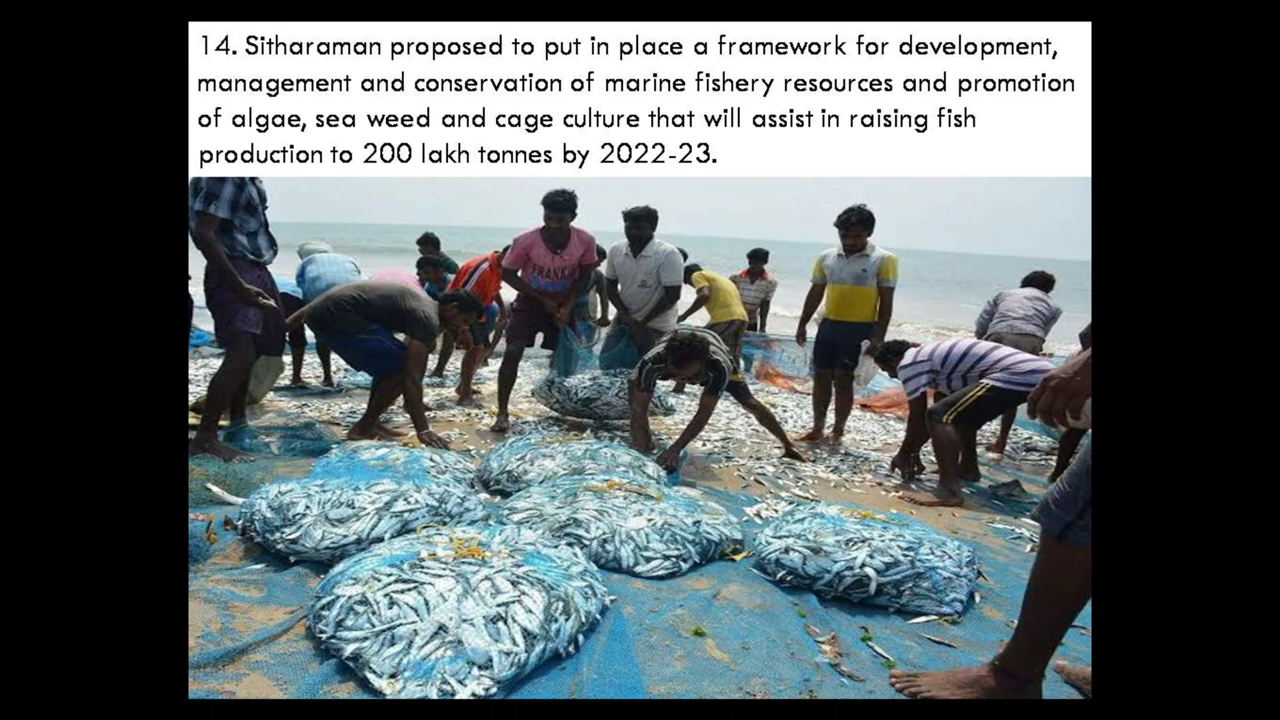 14. Sitharaman proposed to put in place a framework for development,
management and conservation of marine fishery resources and promotion
of algae, sea weed and cage culture that will assist in raising fish
production to 200 lakh tonnes by 2022-23.